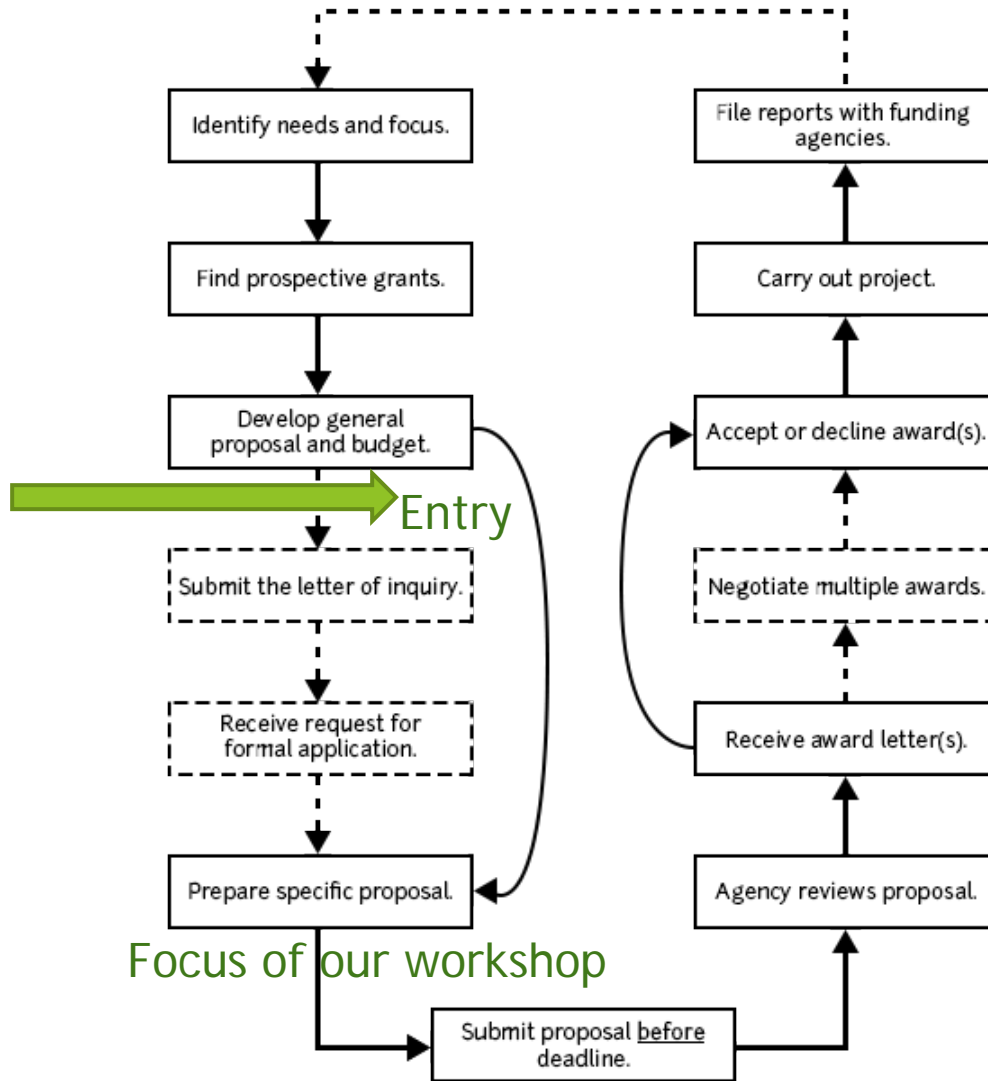 Identify needs and focus.
Find prospective grants.
Develop general
proposal and budget.
Entry
Submit the letter of inquiry.
Receive request for
formal application.
Prepare specific proposal.
Focus of our workshop
Submit proposal before
deadline.
Agency reviews proposal.
Receive award letter(s).
Negotiate multiple awards.
Accept or decline award(s).
Carry out project.
File reports with funding
agencies.